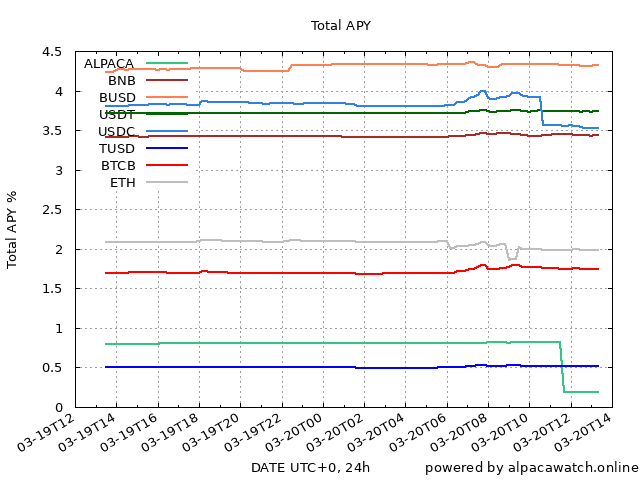 Total APY
4.5
4
3.5
3
2.5
2
1.5
1
0.5
0
Total APY %
ALPACA
BNB
BUSD
USDT
USDC
TUSD
BTCB
ETH
03-19T12
03-19T14
03-19T16
03-19T18
03-19T20
03-19T22
03-20T00
03-20T02
03-20T04
03-20T06
03-20T08
03-20T10
03-20T12
03-20T14
DATE UTC+0, 24h
powered by alpacawatch.online